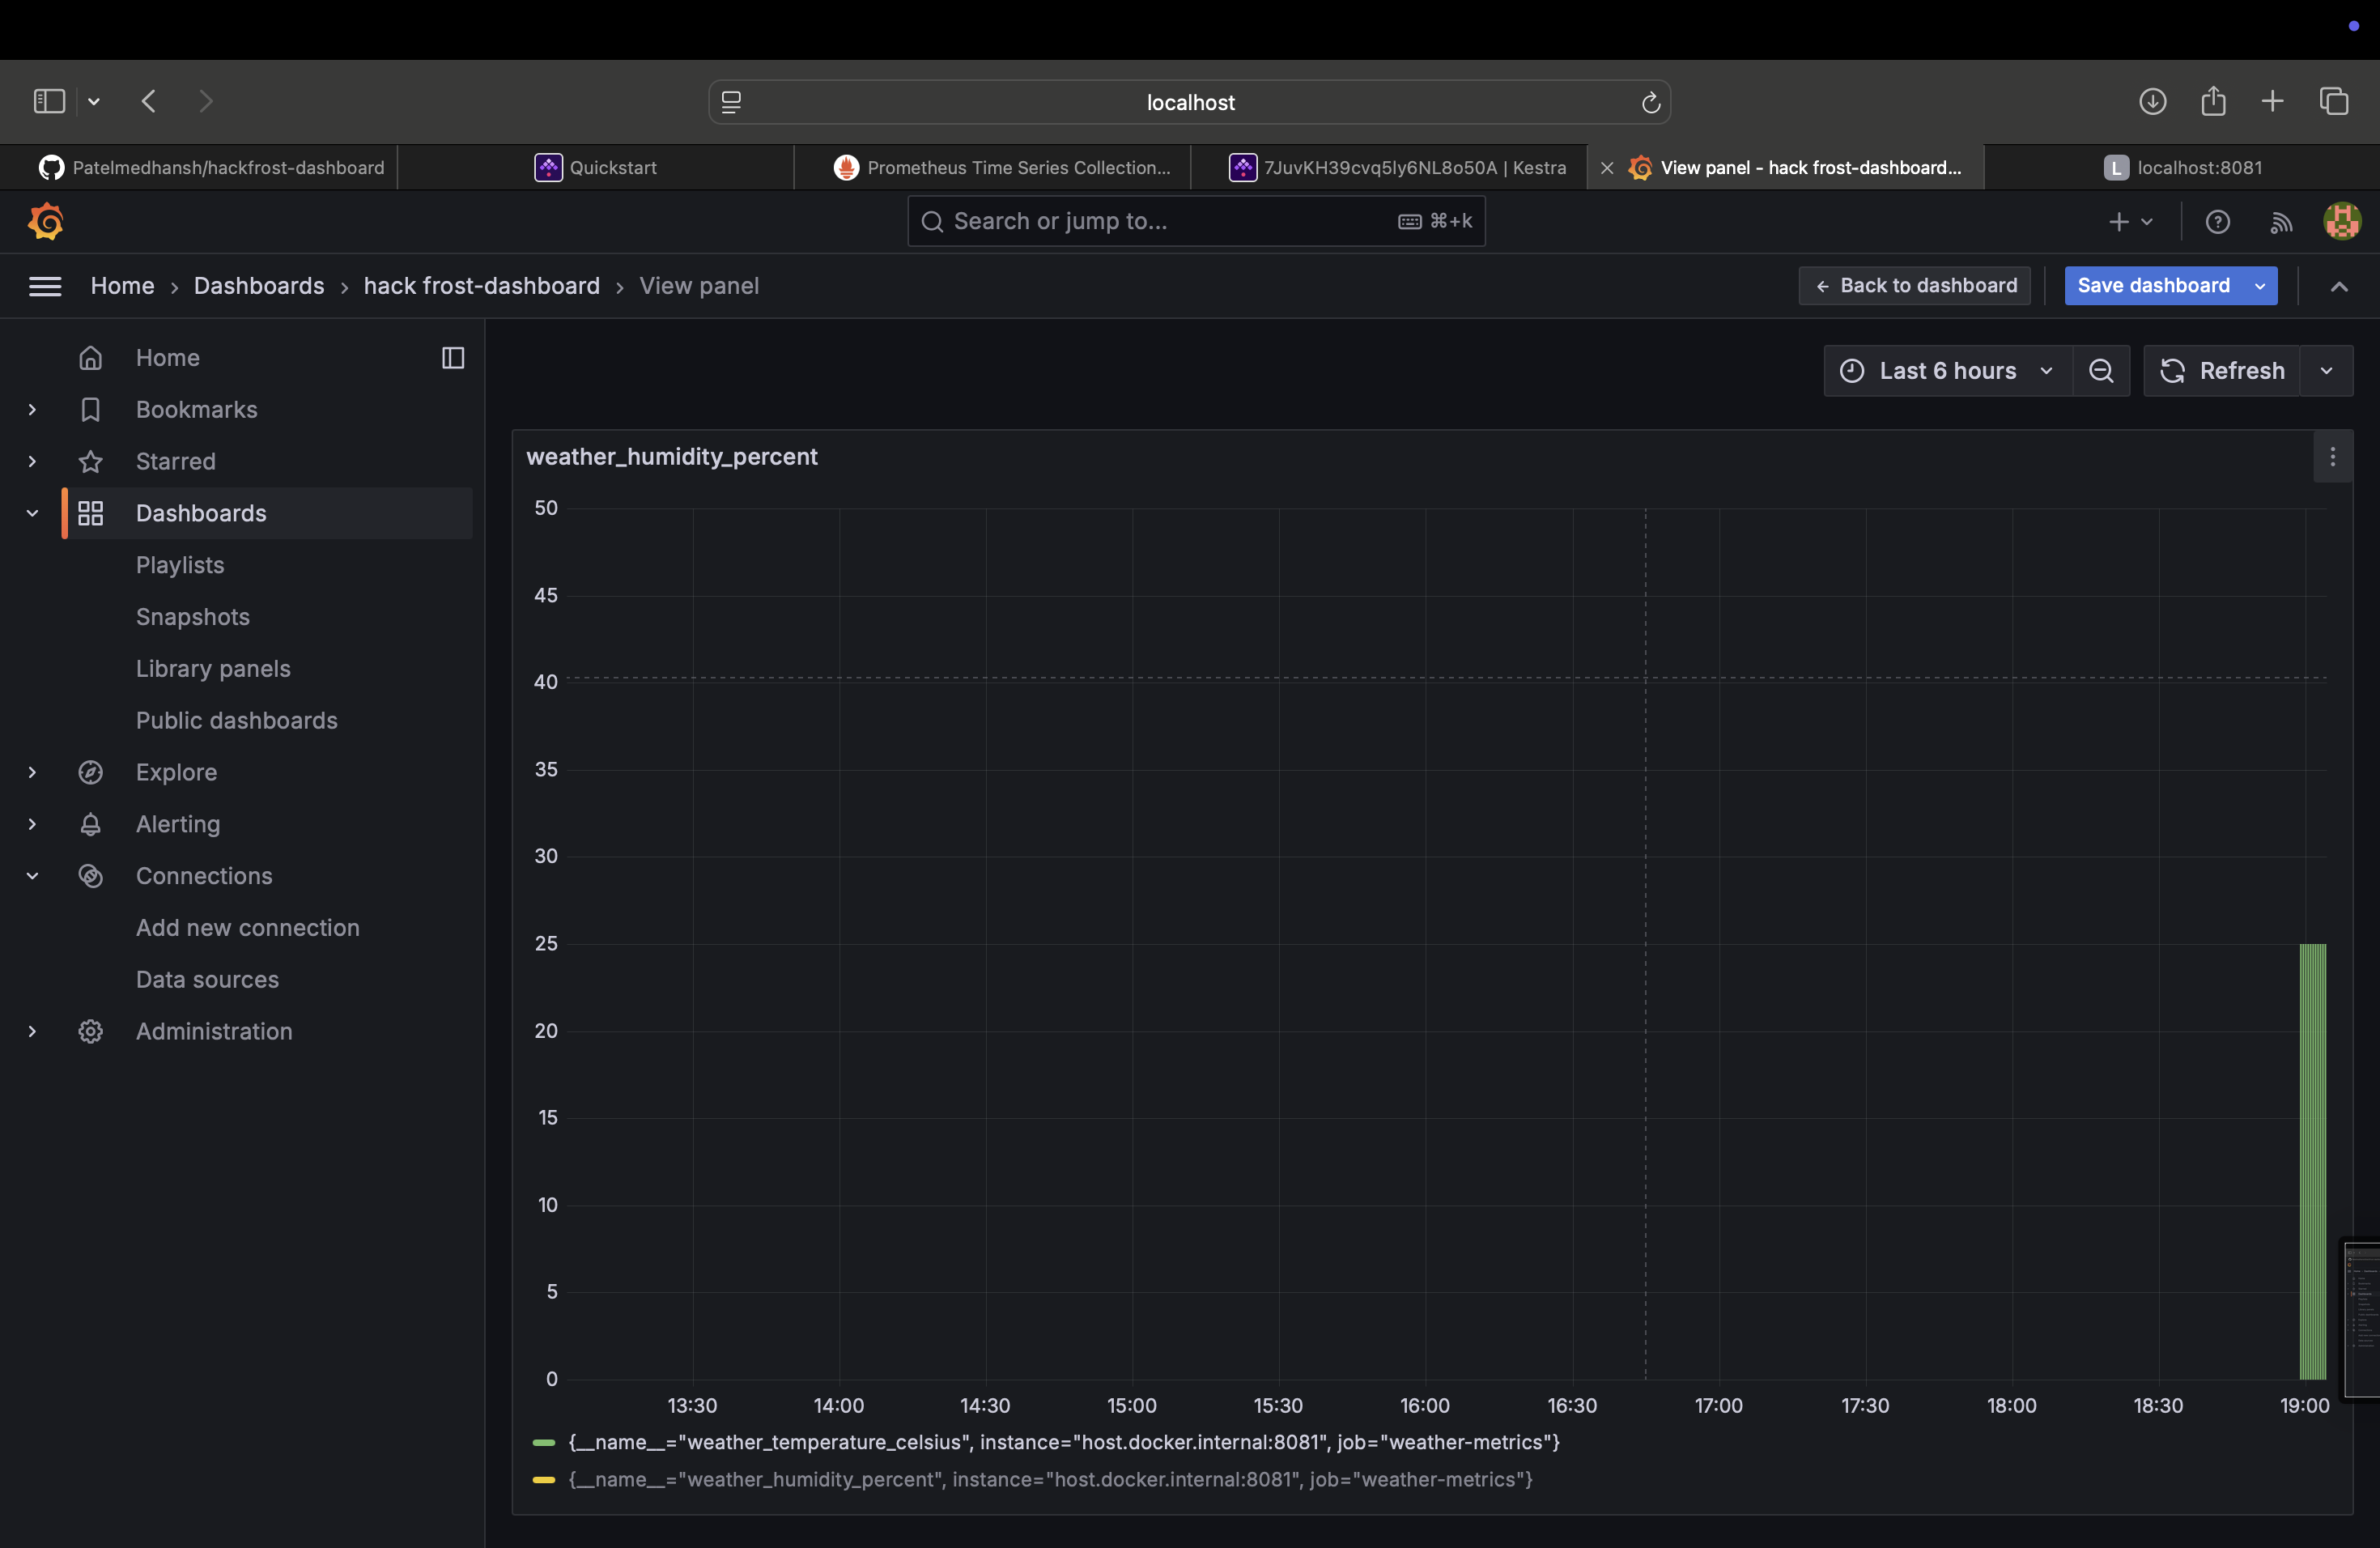 localhost
Patelmedhansh/hackfrost-dashboard
Quickstart
Prometheus Time Series Collection...
7JuvKH39cvq5ly6NL8o50A | Kestra
View panel - hack frost-dashboard...
L localhost:8081
Search or jump to...
⌘+k
Home › Dashboards › hack frost-dashboard › View panel
← Back to dashboard
Save dashboard
Home
Bookmarks
Starred
Dashboards
Playlists
Snapshots
Library panels
Public dashboards
Explore
Alerting
Connections
Add new connection
Data sources
Administration
Last 6 hours
Refresh
weather_humidity_percent
50
45
40
35
30
25
20
15
10
5
0
13:30 14:00 14:30 15:00 15:30 16:00 16:30 17:00 17:30 18:00 18:30 19:00
{__name__="weather_temperature_celsius", instance="host.docker.internal:8081", job="weather-metrics"}
{__name__="weather_humidity_percent", instance="host.docker.internal:8081", job="weather-metrics"}